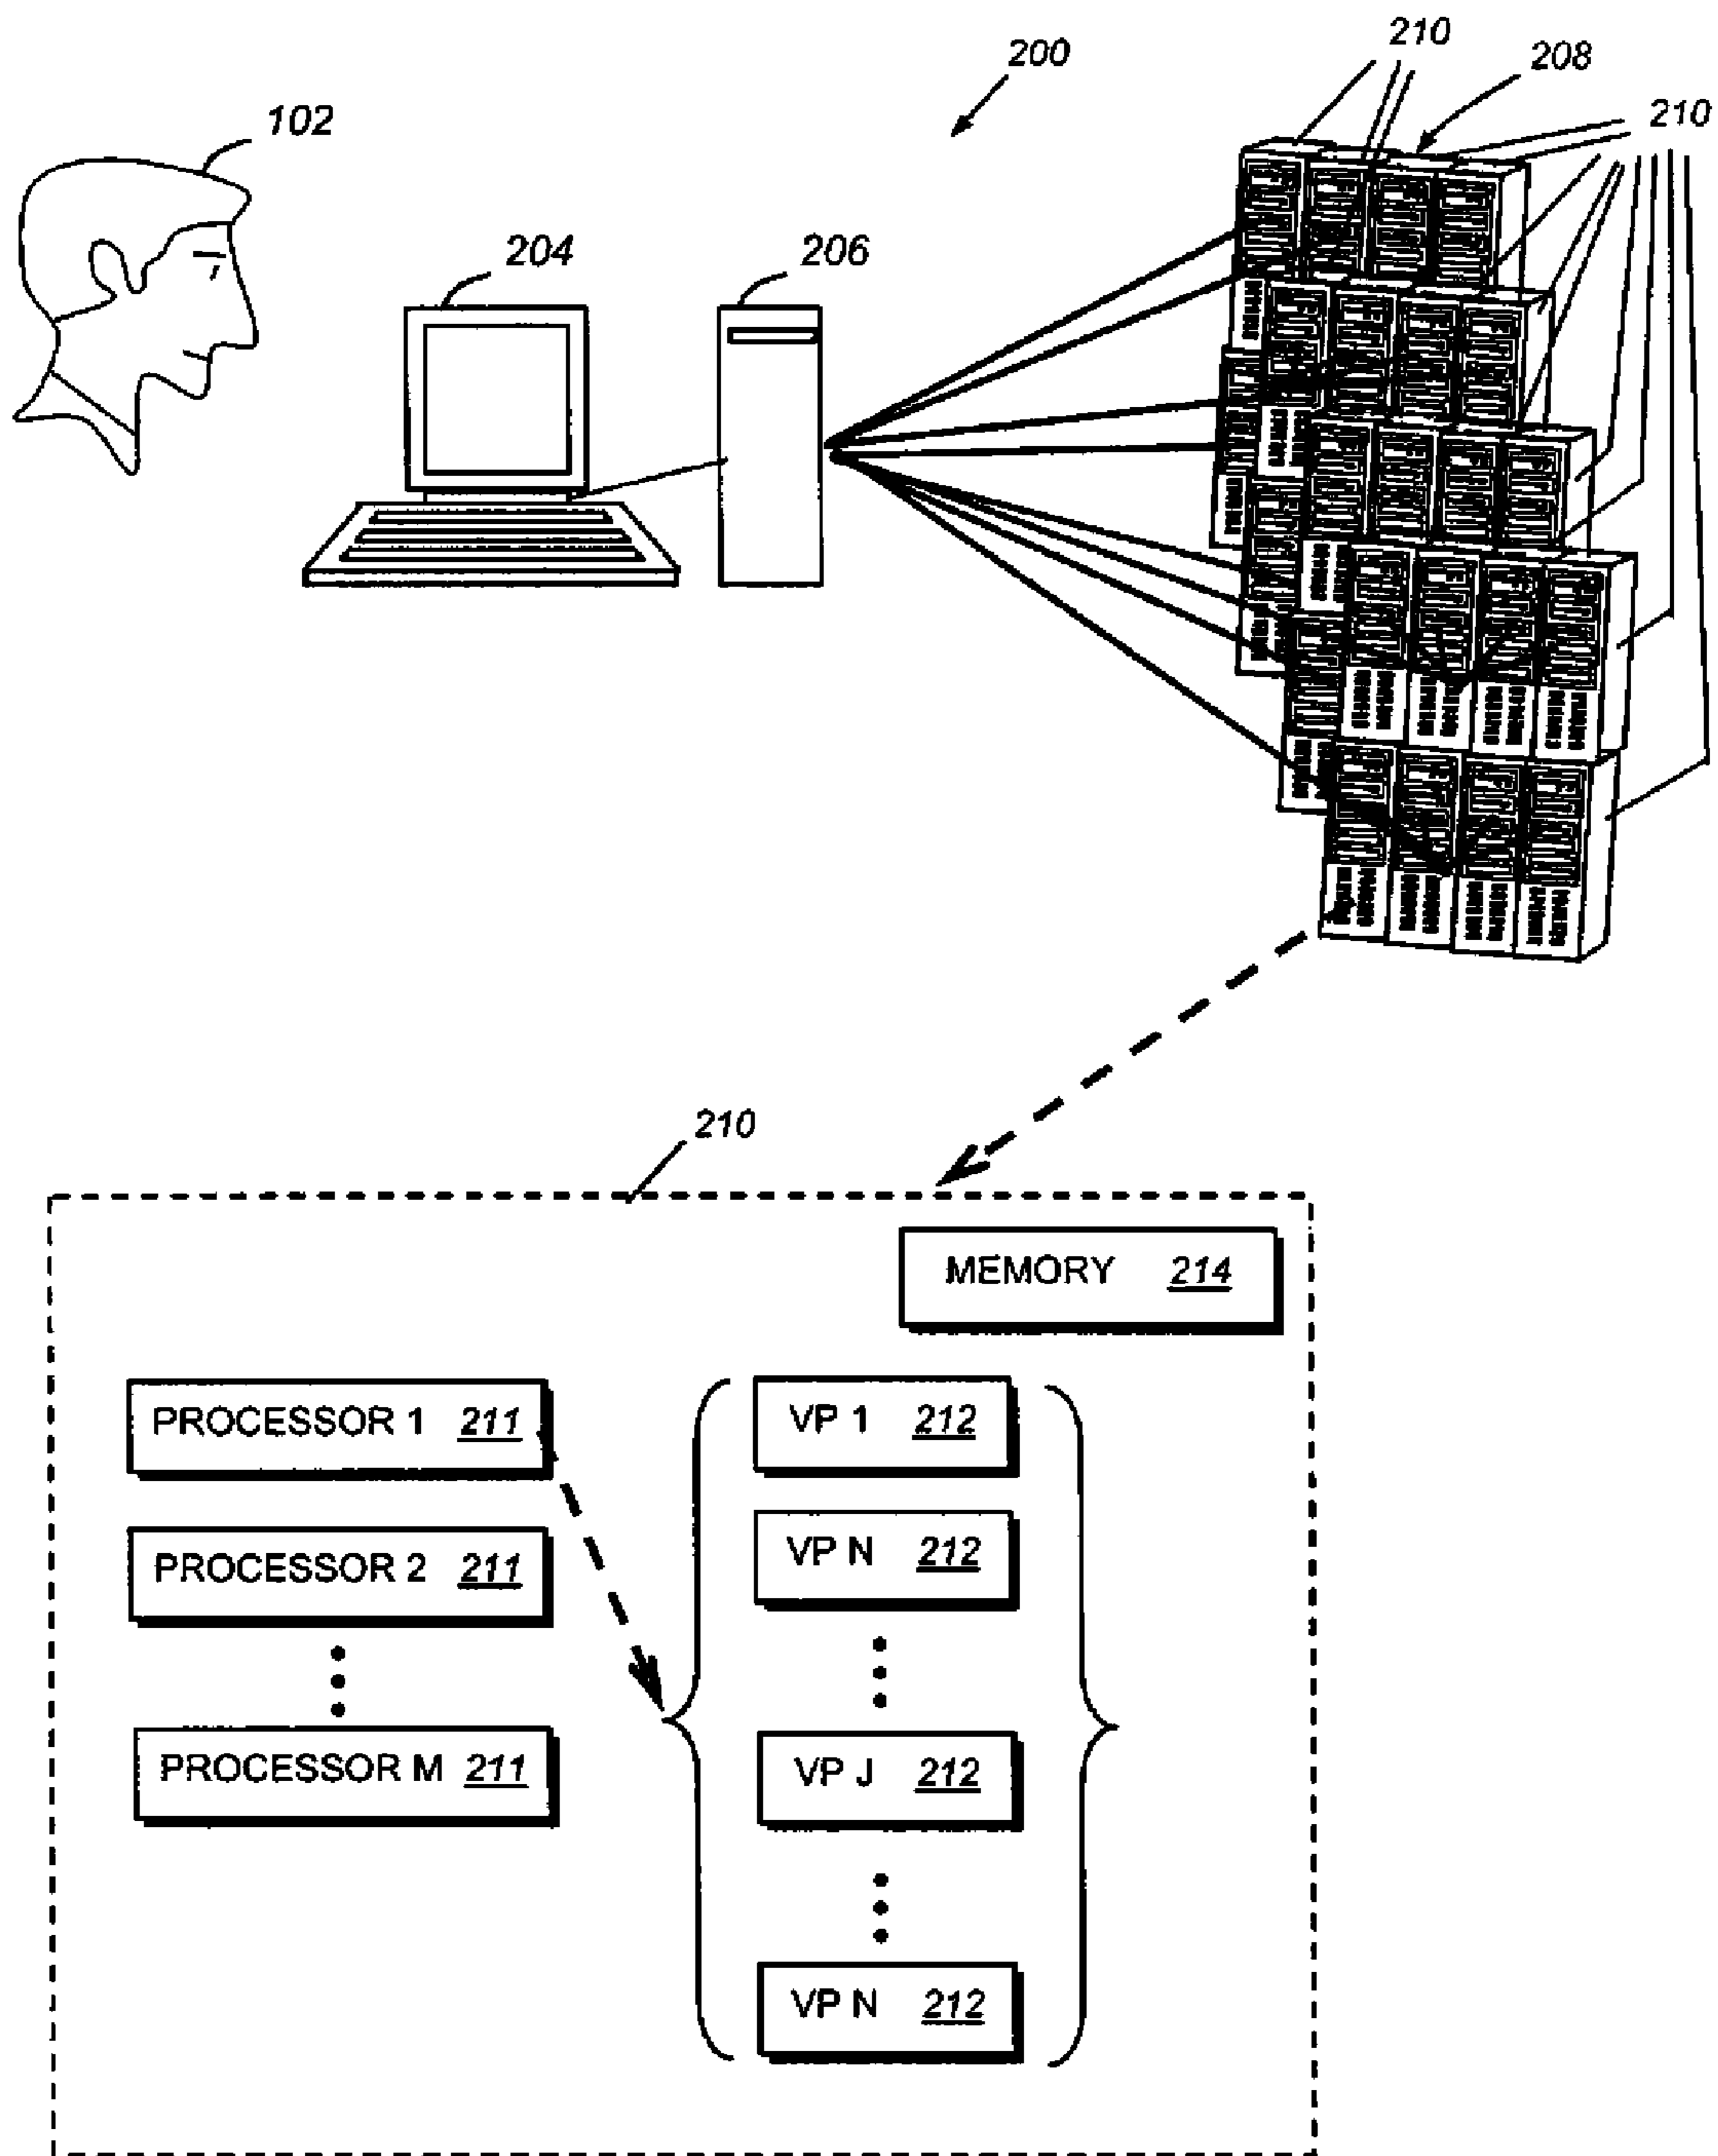 210
200
208
102
210
204
206
210
MEMORY 214
PROCESSOR 1 211
VP 1 212
PROCESSOR 2 211
VP N 212
PROCESSOR M 211
VP J 212
VP N 212